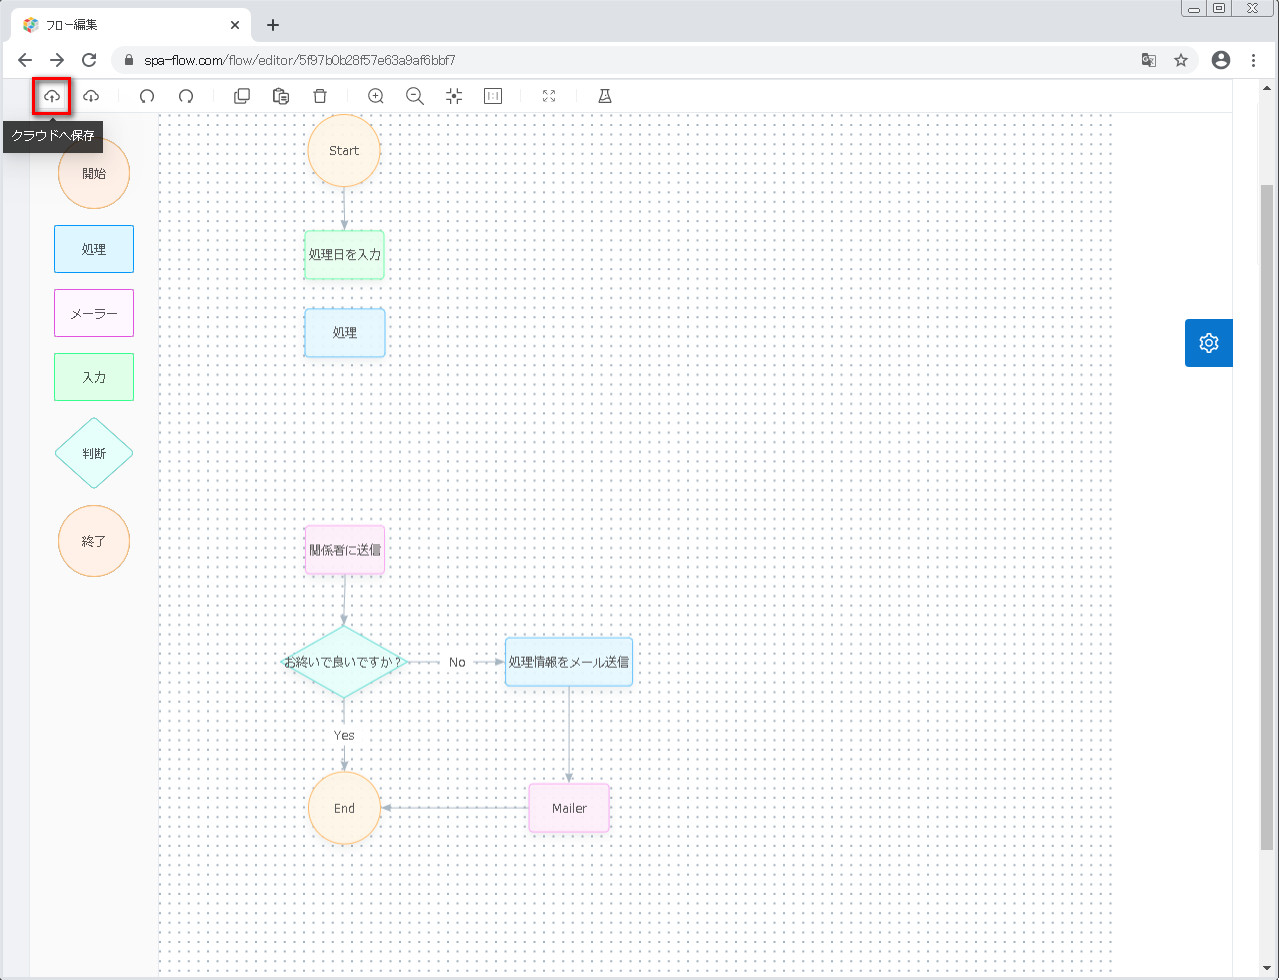 フロー編集
spa-flow.com/flow/editor/5f97b0b28f57e63a9af6bbf7
クラウドへ保存
開始
処理
メーラー
入力
判断
終了
Start
処理日を入力
処理
関係者に送信
お終いで良いですか？
No
処理情報をメール送信
Yes
End
Mailer